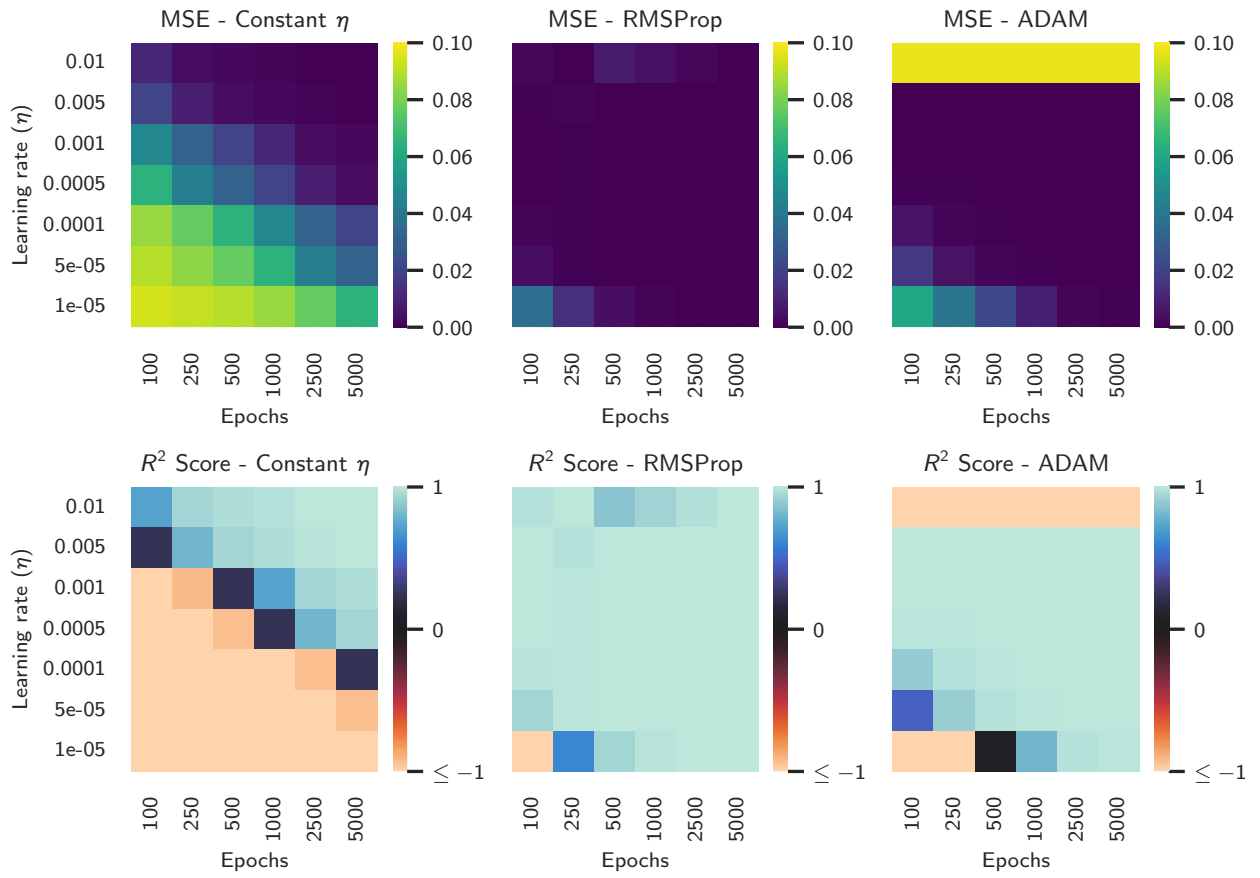 MSE - Constant η
MSE - RMSProp
MSE - ADAM
Learning rate (η)
0.01
0.005
0.001
0.0005
0.0001
5e-05
1e-05
0.10
0.08
0.06
0.04
0.02
0.00
0.10
0.08
0.06
0.04
0.02
0.00
0.10
0.08
0.06
0.04
0.02
0.00
100 250 500 1000 2500 5000
100 250 500 1000 2500 5000
100 250 500 1000 2500 5000
Epochs
Epochs
Epochs
R² Score - Constant η
R² Score - RMSProp
R² Score - ADAM
Learning rate (η)
0.01
0.005
0.001
0.0005
0.0001
5e-05
1e-05
1
0
≤ −1
1
0
≤ −1
1
0
≤ −1
100 250 500 1000 2500 5000
100 250 500 1000 2500 5000
100 250 500 1000 2500 5000
Epochs
Epochs
Epochs